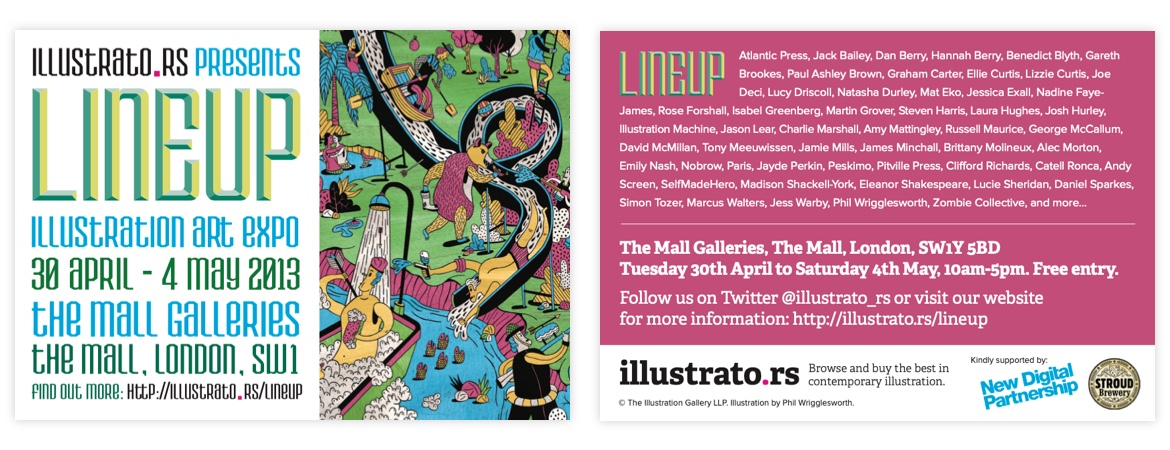 illustrato.rs presents
LINEUP
illustration art expo
30 April - 4 May 2013
the Mall Galleries
the Mall, London, SW1
find out more: http://illustrato.rs/lineup
LINEUP
Atlantic Press, Jack Bailey, Dan Berry, Hannah Berry, Benedict Blyth, Gareth
Brookes, Paul Ashley Brown, Graham Carter, Ellie Curtis, Lizzie Curtis, Joe
Deci, Lucy Driscoll, Natasha Durley, Mat Eko, Jessica Exall, Nadine Faye-
James, Rose Forshall, Isabel Greenberg, Martin Grover, Steven Harris, Laura Hughes, Josh Hurley,
Illustration Machine, Jason Lear, Charlie Marshall, Amy Mattingley, Russell Maurice, George McCallum,
David McMillan, Tony Meeuwissen, Jamie Mills, James Minchall, Brittany Molineux, Alec Morton,
Emily Nash, Nobrow, Paris, Jayde Perkin, Peskimo, Pitville Press, Clifford Richards, Catell Ronca, Andy
Screen, SelfMadeHero, Madison Shackell-York, Eleanor Shakespeare, Lucie Sheridan, Daniel Sparkes,
Simon Tozer, Marcus Walters, Jess Warby, Phil Wrigglesworth, Zombie Collective, and more...
The Mall Galleries, The Mall, London, SW1Y 5BD
Tuesday 30th April to Saturday 4th May, 10am-5pm. Free entry.
Follow us on Twitter @illustrato_rs or visit our website
for more information: http://illustrato.rs/lineup
illustrato.rs
Browse and buy the best in
contemporary illustration.
© The Illustration Gallery LLP. Illustration by Phil Wrigglesworth.
Kindly supported by:
New Digital
Partnership
STROUD
Brewery